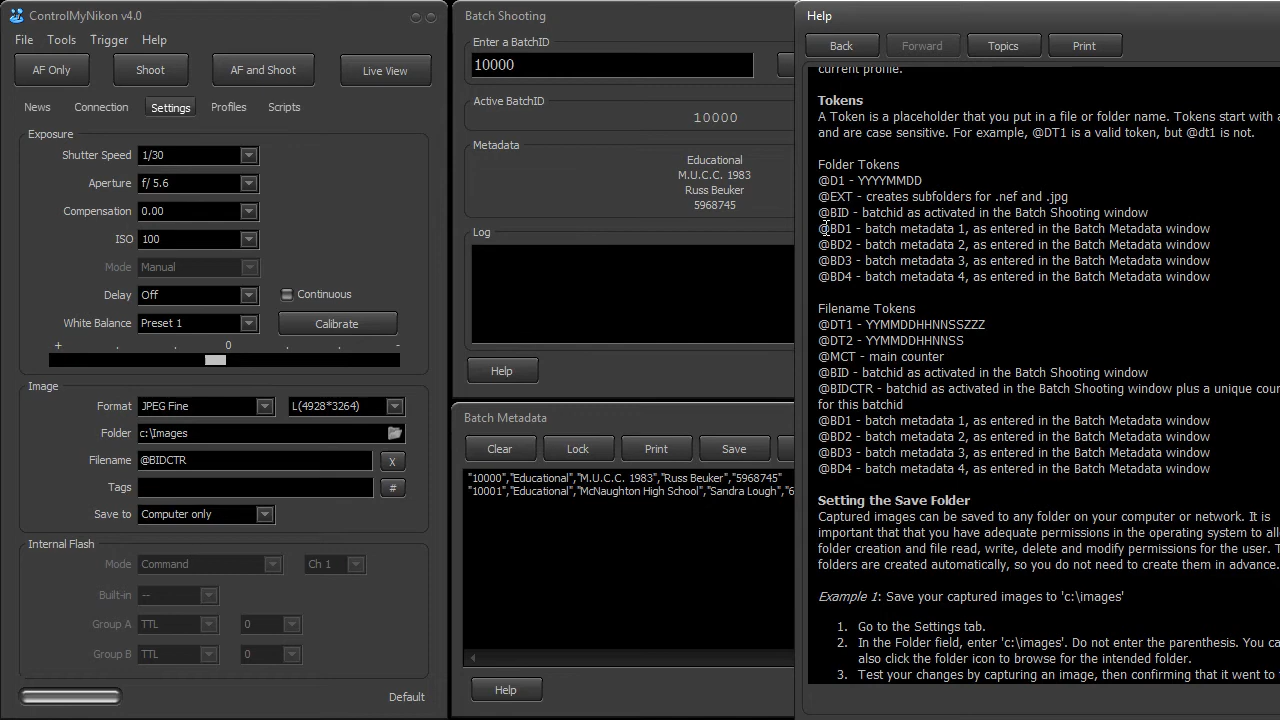 ControlMyNikon v4.0
File Tools Trigger Help
AF Only Shoot AF and Shoot Live View
News Connection Settings Profiles Scripts
Exposure
Shutter Speed 1/30
Aperture f/ 5.6
Compensation 0.00
ISO 100
Mode Manual
Delay Off Continuous
White Balance Preset 1 Calibrate
+ . . 0 . . -
Image
Format JPEG Fine L(4928*3264)
Folder c:\Images
Filename @BIDCTR X
Tags #
Save to Computer only
Internal Flash
Mode Command Ch 1
Built-in --
Group A TTL 0
Group B TTL 0
Default
Batch Shooting
Enter a BatchID
10000
Active BatchID
10000
Metadata
Educational
M.U.C.C. 1983
Russ Beuker
5968745
Log
Help
Batch Metadata
Clear Lock Print Save
"10000","Educational","M.U.C.C. 1983","Russ Beuker","5968745"
"10001","Educational","McNaughton High School","Sandra Lough","6
Help
Help
Back Forward Topics Print
current profile.
Tokens
A Token is a placeholder that you put in a file or folder name. Tokens start with a
and are case sensitive. For example, @DT1 is a valid token, but @dt1 is not.
Folder Tokens
@D1 - YYYYMMDD
@EXT - creates subfolders for .nef and .jpg
@BID - batchid as activated in the Batch Shooting window
@BD1 - batch metadata 1, as entered in the Batch Metadata window
@BD2 - batch metadata 2, as entered in the Batch Metadata window
@BD3 - batch metadata 3, as entered in the Batch Metadata window
@BD4 - batch metadata 4, as entered in the Batch Metadata window
Filename Tokens
@DT1 - YYMMDDHHNNSSZZZ
@DT2 - YYMMDDHHNNSS
@MCT - main counter
@BID - batchid as activated in the Batch Shooting window
@BIDCTR - batchid as activated in the Batch Shooting window plus a unique cou
for this batchid
@BD1 - batch metadata 1, as entered in the Batch Metadata window
@BD2 - batch metadata 2, as entered in the Batch Metadata window
@BD3 - batch metadata 3, as entered in the Batch Metadata window
@BD4 - batch metadata 4, as entered in the Batch Metadata window
Setting the Save Folder
Captured images can be saved to any folder on your computer or network. It is
important that that you have adequate permissions in the operating system to all
folder creation and file read, write, delete and modify permissions for the user. T
folders are created automatically, so you do not need to create them in advance.
Example 1: Save your captured images to 'c:\images'
1. Go to the Settings tab.
2. In the Folder field, enter 'c:\images'. Do not enter the parenthesis. You ca
also click the folder icon to browse for the intended folder.
3. Test your changes by capturing an image, then confirming that it went to